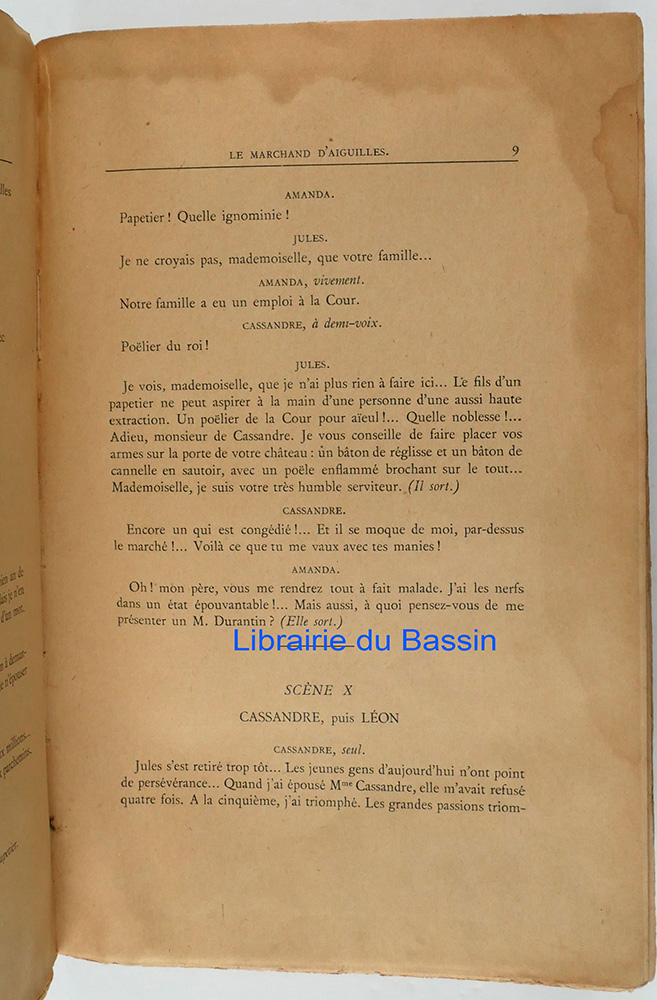 LE MARCHAND D'AIGUILLES. 9
AMANDA.
Papetier ! Quelle ignominie !
JULES.
Je ne croyais pas, mademoiselle, que votre famille...
AMANDA, vivement.
Notre famille a eu un emploi à la Cour.
CASSANDRE, à demi-voix.
Poëlier du roi !
JULES.
Je vois, mademoiselle, que je n'ai plus rien à faire ici... Le fils d'un
papetier ne peut aspirer à la main d'une personne d'une aussi haute
extraction. Un poëlier de la Cour pour aïeul !... Quelle noblesse !...
Adieu, monsieur de Cassandre. Je vous conseille de faire placer vos
armes sur la porte de votre château : un bâton de réglisse et un bâton de
cannelle en sautoir, avec un poële enflammé brochant sur le tout...
Mademoiselle, je suis votre très humble serviteur. (Il sort.)
CASSANDRE.
Encore un qui est congédié !... Et il se moque de moi, par-dessus
le marché !... Voilà ce que tu me vaux avec tes manies !
AMANDA.
Oh ! mon père, vous me rendrez tout à fait malade. J'ai les nerfs
dans un état épouvantable !... Mais aussi, à quoi pensez-vous de me
présenter un M. Durantin ? (Elle sort.)
Librairie du Bassin
SCÈNE X
CASSANDRE, puis LÉON
CASSANDRE, seul.
Jules s'est retiré trop tôt... Les jeunes gens d'aujourd'hui n'ont point
de persévérance... Quand j'ai épousé Mme Cassandre, elle m'avait refusé
quatre fois. A la cinquième, j'ai triomphé. Les grandes passions triom-